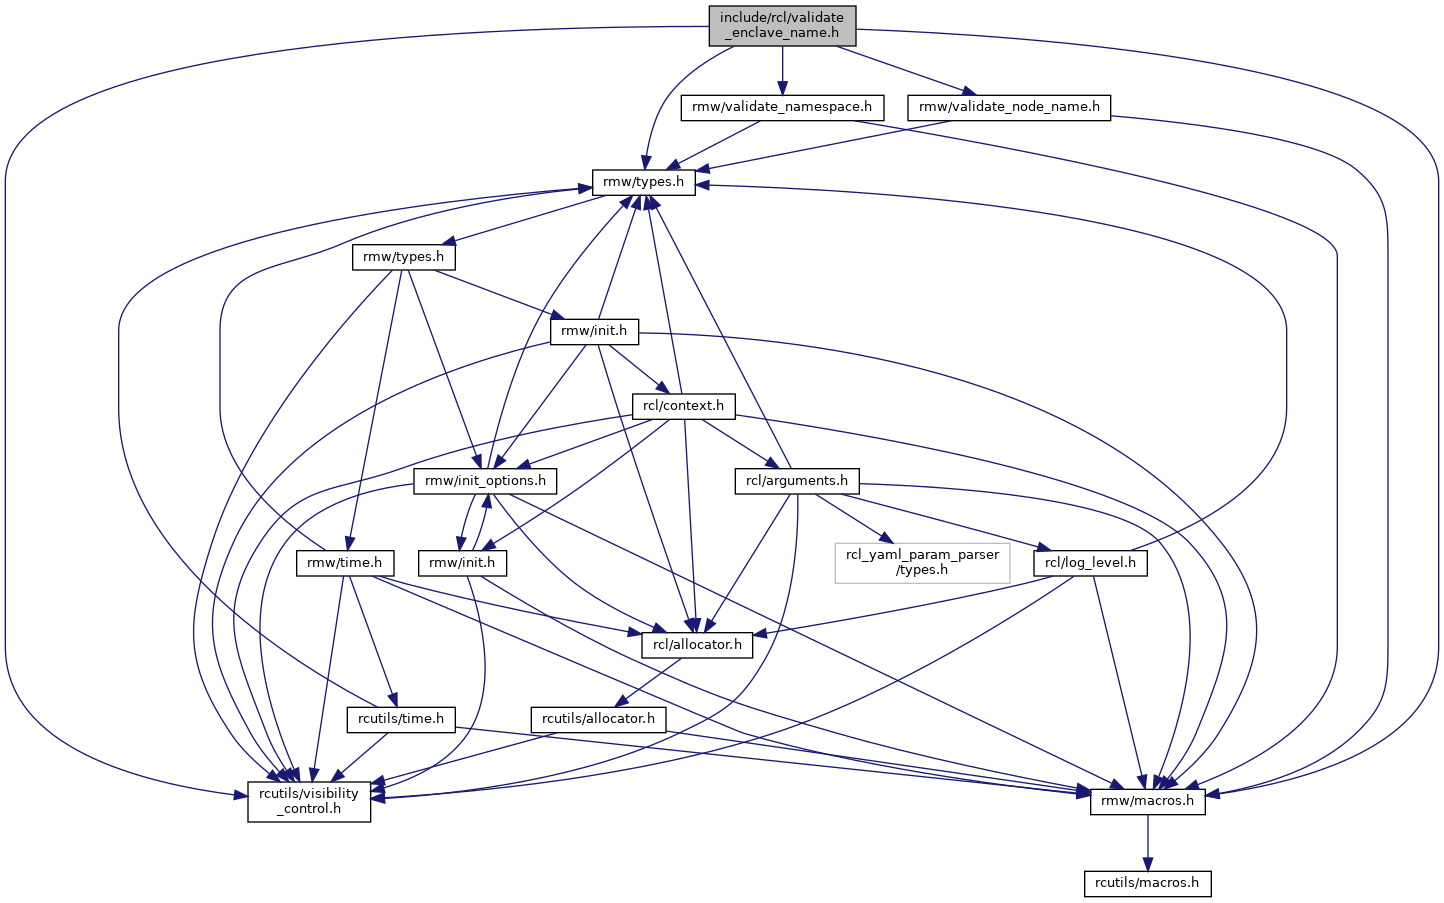 include/rcl/validate
_enclave_name.h
rmw/validate_namespace.h
rmw/validate_node_name.h
rmw/types.h
rmw/types.h
rmw/init.h
rcl/context.h
rmw/init_options.h
rcl/arguments.h
rmw/time.h
rmw/init.h
rcl_yaml_param_parser
/types.h
rcl/log_level.h
rcl/allocator.h
rcutils/time.h
rcutils/allocator.h
rcutils/visibility
_control.h
rmw/macros.h
rcutils/macros.h